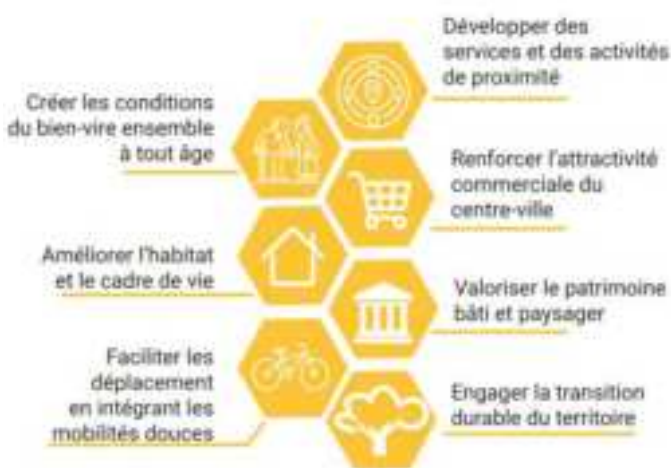 Développer des
services et des activités
de proximité
Créer les conditions
du bien-vire ensemble
à tout âge
Renforcer l'attractivité
commerciale du
centre-ville
Améliorer l'habitat
et le cadre de vie
Valoriser le patrimoine
bâti et paysager
Faciliter les
déplacement
en intégrant les
mobilités douces
Engager la transition
durable du territoire